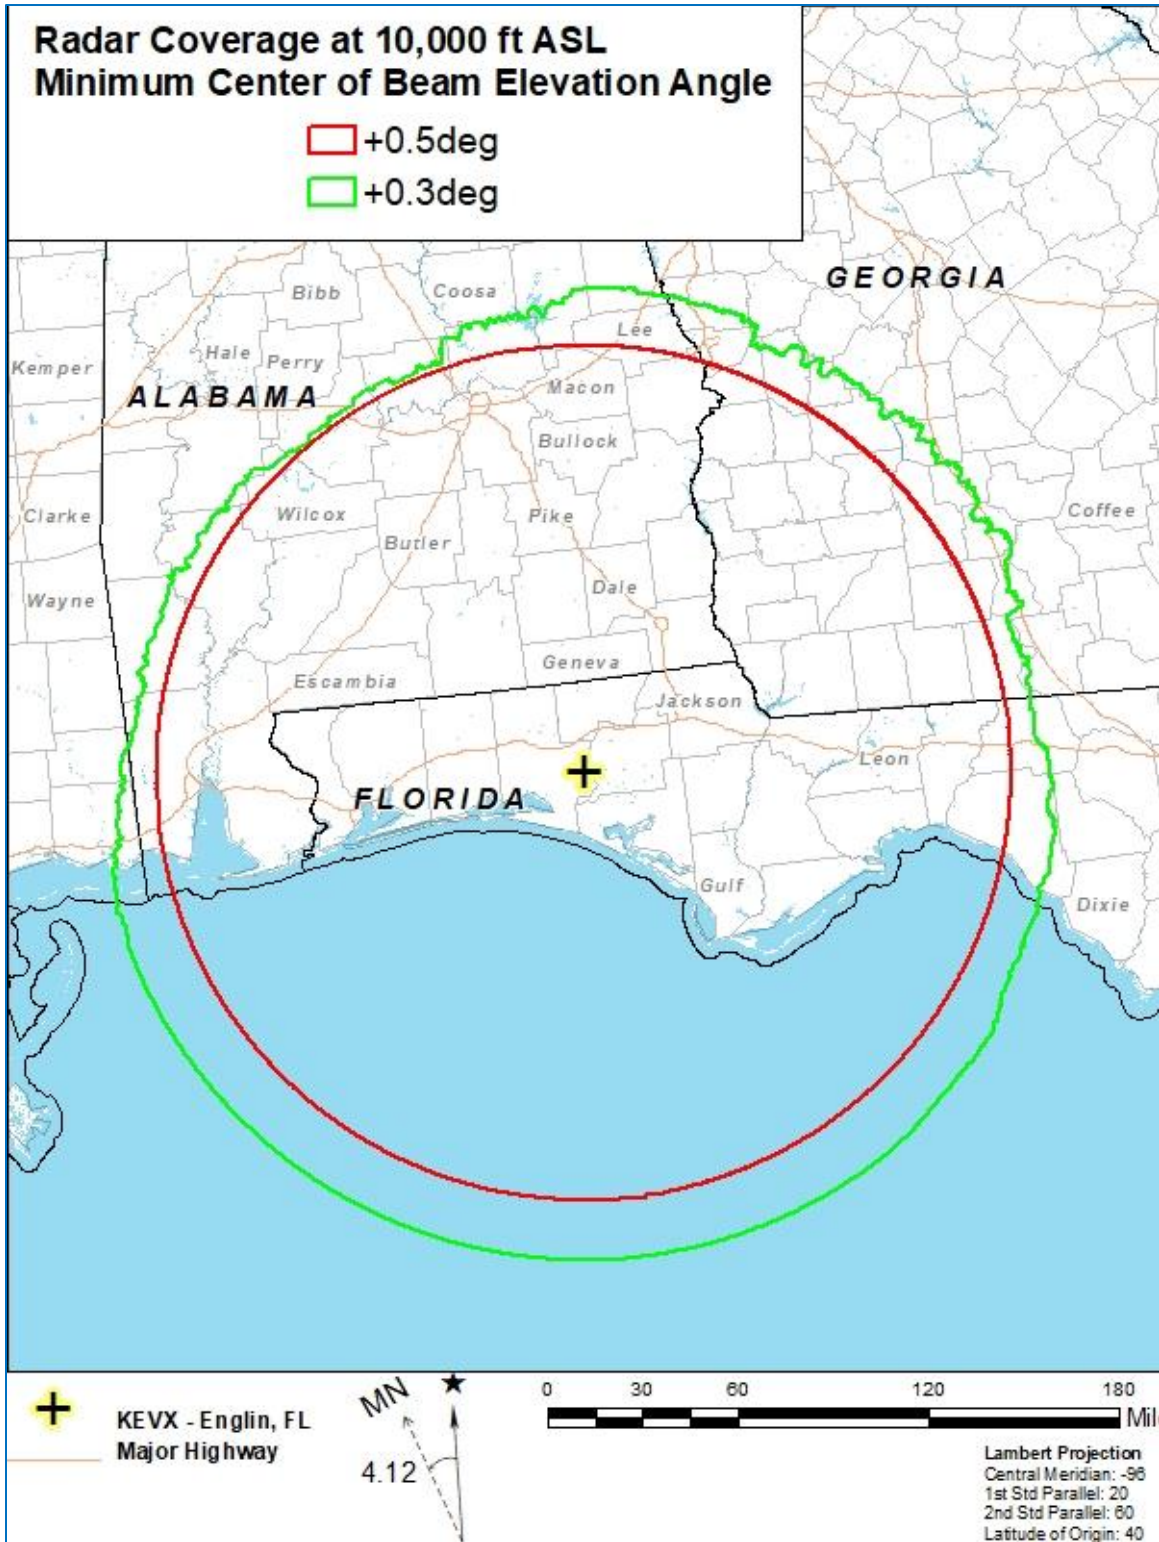 Radar Coverage at 10,000 ft ASL
Minimum Center of Beam Elevation Angle
+0.5deg
+0.3deg
GEORGIA
Bibb
Coosa
Lee
Hale
Perry
Kemper
ALABAMA
Macon
Bullock
Clarke
Wilcox
Pike
Coffee
Butler
Wayne
Dale
Geneva
Escambia
Jackson
Leon
FLORIDA
Gulf
Dixie
KEVX - Englin, FL
Major Highway
MN
4.12
0 30 60 120 180
Mil
Lambert Projection
Central Meridian: -96
1st Std Parallel: 20
2nd Std Parallel: 60
Latitude of Origin: 40